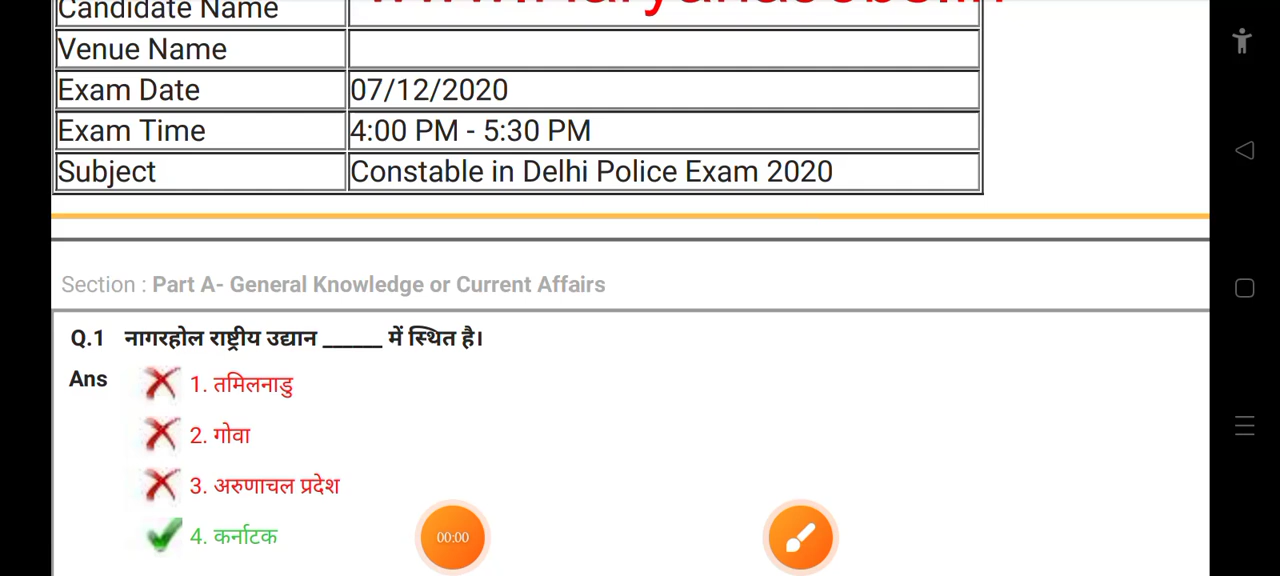 Candidate Name
Venue Name
Exam Date 07/12/2020
Exam Time 4:00 PM - 5:30 PM
Subject Constable in Delhi Police Exam 2020
Section : Part A- General Knowledge or Current Affairs
Q.1 नागरहोल राष्ट्रीय उद्यान ______ में स्थित है।
Ans 1. तमिलनाडु
2. गोवा
3. अरुणाचल प्रदेश
4. कर्नाटक
00:00